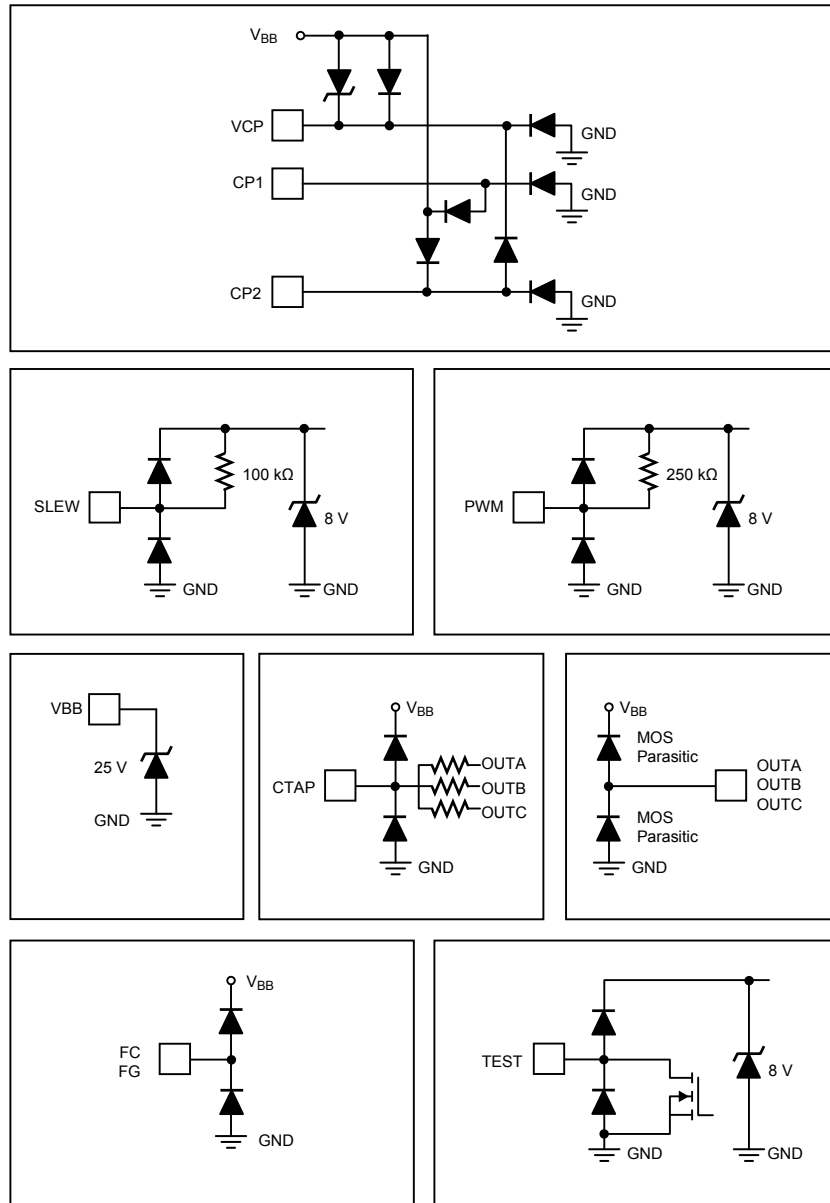 VBB
VCP
GND
CP1
GND
CP2
GND
SLEW
100 kΩ
8 V
GND
GND
PWM
250 kΩ
8 V
GND
GND
VBB
25 V
GND
VBB
CTAP
OUTA
OUTB
OUTC
GND
VBB
MOS
Parasitic
OUTA
OUTB
OUTC
MOS
Parasitic
GND
VBB
FC
FG
GND
TEST
8 V
GND
GND